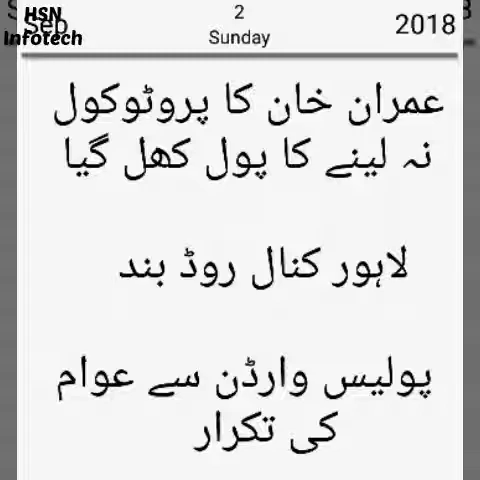 HSN
Infotech
Sep
2
Sunday
2018
عمران خان کا پروٹوکول
نہ لینے کا پول کھل گیا
لاہور کنال روڈ بند
پولیس وارڈن سے عوام
کی تکرار